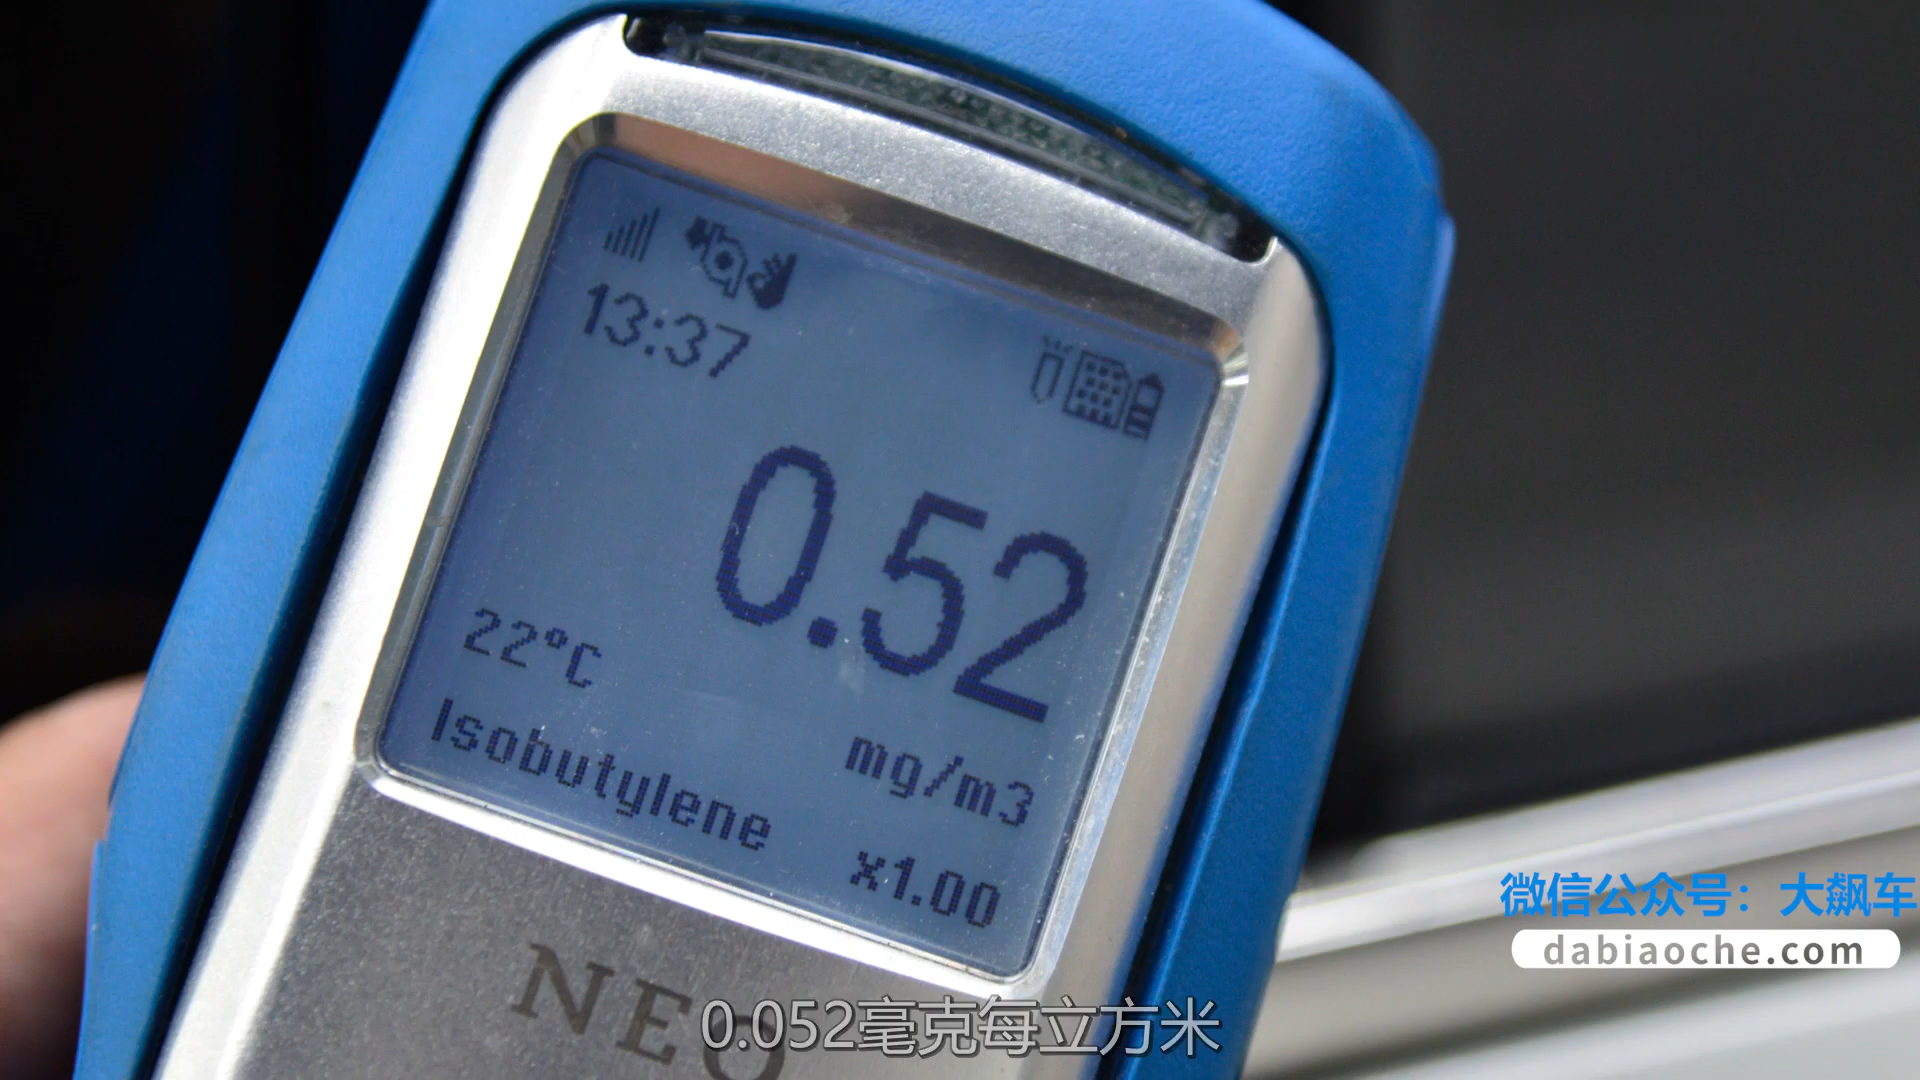 13:37
0.52
22°C
mg/m3
Isobutylene
x1.00
NEO
微信公众号：大飙车
dabiaoche.com
0.052毫克每立方米